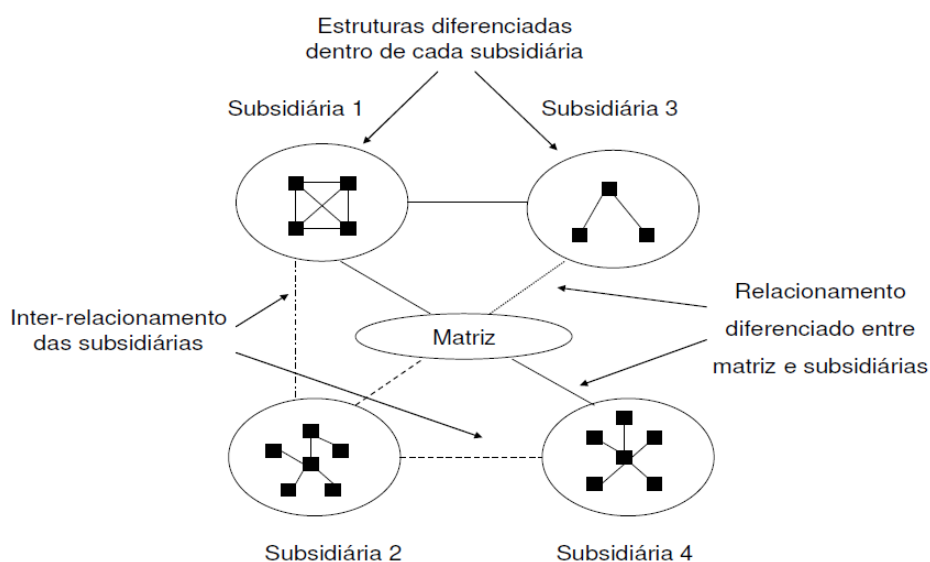 Estruturas diferenciadas
dentro de cada subsidiária
Subsidiária 1
Subsidiária 3
Inter-relacionamento
das subsidiárias
Matriz
Relacionamento
diferenciado entre
matriz e subsidiárias
Subsidiária 2
Subsidiária 4